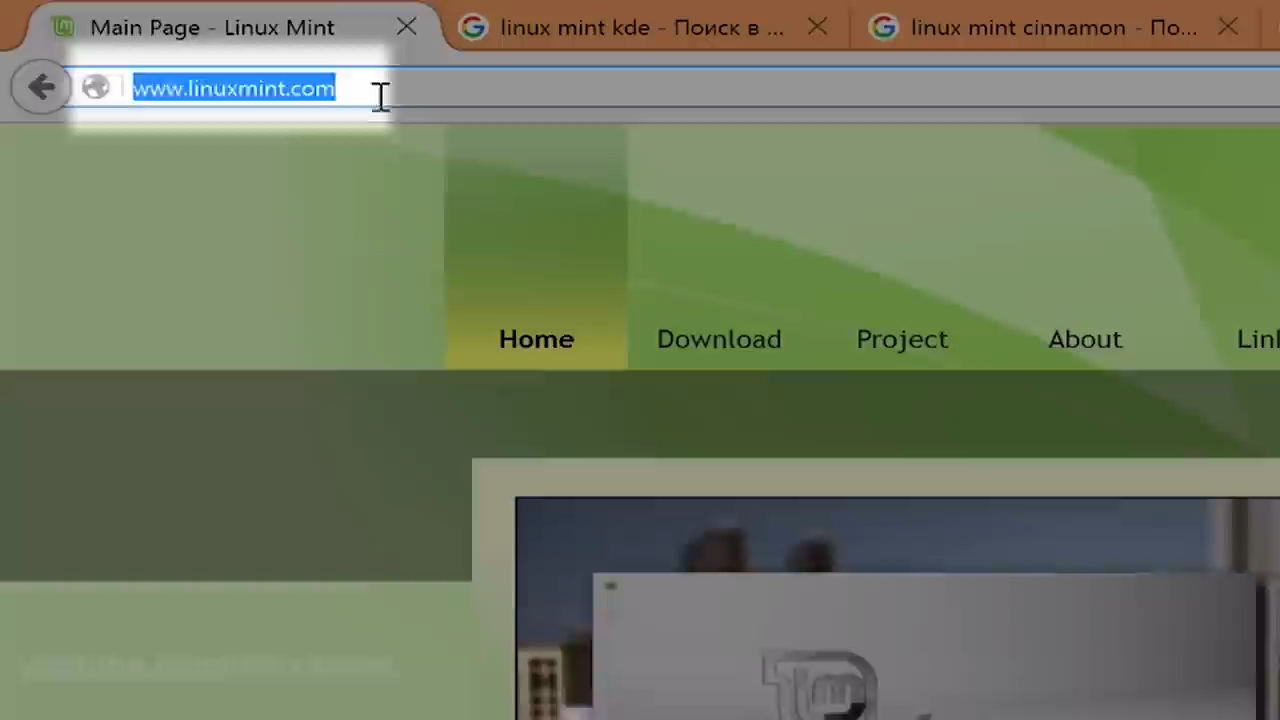 Main Page - Linux Mint
linux mint kde - Поиск в ...
linux mint cinnamon - По...
www.linuxmint.com
Home Download Project About Lin